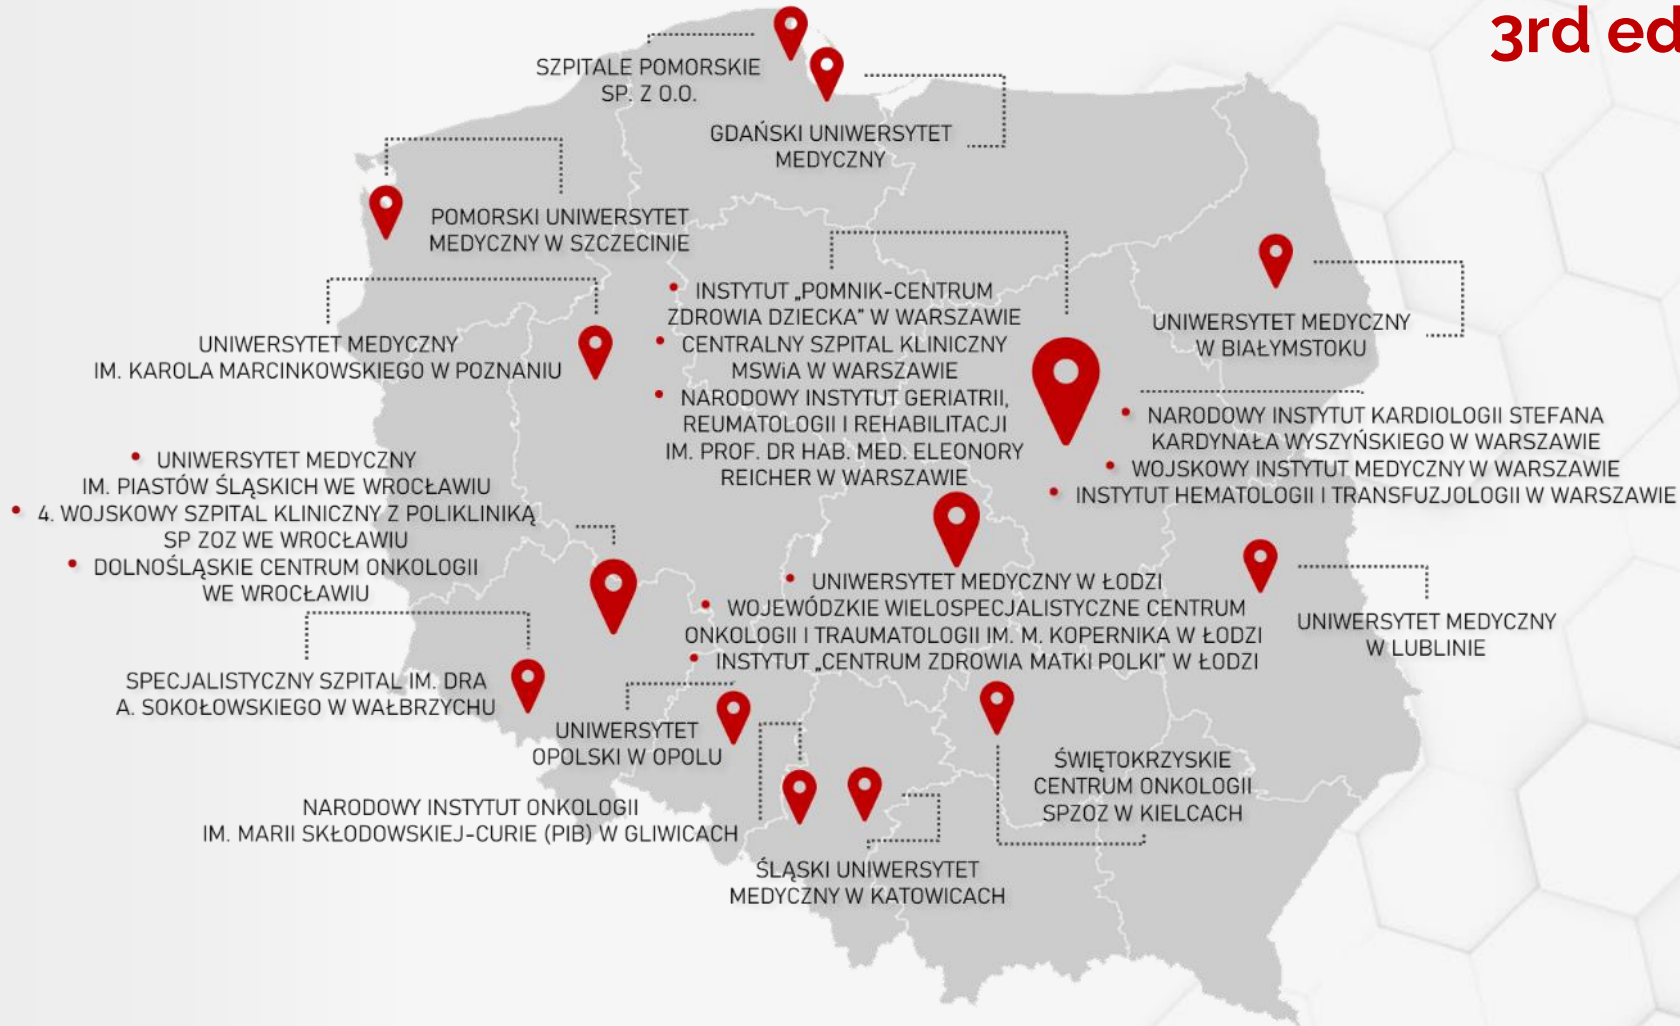 3rd ed
SZPITALE POMORSKIE
SP. Z O.O.
GDAŃSKI UNIWERSYTET
MEDYCZNY
POMORSKI UNIWERSYTET
MEDYCZNY W SZCZECINIE
• INSTYTUT „POMNIK-CENTRUM
ZDROWIA DZIECKA” W WARSZAWIE
• CENTRALNY SZPITAL KLINICZNY
MSWiA W WARSZAWIE
• NARODOWY INSTYTUT GERIATRII,
REUMATOLOGII I REHABILITACJI
IM. PROF. DR HAB. MED. ELEONORY
REICHER W WARSZAWIE
UNIWERSYTET MEDYCZNY
W BIAŁYMSTOKU
UNIWERSYTET MEDYCZNY
IM. KAROLA MARCINKOWSKIEGO W POZNANIU
• NARODOWY INSTYTUT KARDIOLOGII STEFANA
KARDYNAŁA WYSZYŃSKIEGO W WARSZAWIE
• WOJSKOWY INSTYTUT MEDYCZNY W WARSZAWIE
• INSTYTUT HEMATOLOGII I TRANSFUZJOLOGII W WARSZAWIE
• UNIWERSYTET MEDYCZNY
IM. PIASTÓW ŚLĄSKICH WE WROCŁAWIU
• 4. WOJSKOWY SZPITAL KLINICZNY Z POLIKLINIKĄ
SP ZOZ WE WROCŁAWIU
• DOLNOŚLĄSKIE CENTRUM ONKOLOGII
WE WROCŁAWIU
• UNIWERSYTET MEDYCZNY W ŁODZI
• WOJEWÓDZKIE WIELOSPECJALISTYCZNE CENTRUM
ONKOLOGII I TRAUMATOLOGII IM. M. KOPERNIKA W ŁODZI
• INSTYTUT „CENTRUM ZDROWIA MATKI POLKI” W ŁODZI
UNIWERSYTET MEDYCZNY
W LUBLINIE
SPECJALISTYCZNY SZPITAL IM. DRA
A. SOKOŁOWSKIEGO W WAŁBRZYCHU
UNIWERSYTET
OPOLSKI W OPOLU
ŚWIĘTOKRZYSKIE
CENTRUM ONKOLOGII
SPZOZ W KIELCACH
NARODOWY INSTYTUT ONKOLOGII
IM. MARII SKŁODOWSKIEJ-CURIE (PIB) W GLIWICACH
ŚLĄSKI UNIWERSYTET
MEDYCZNY W KATOWICACH